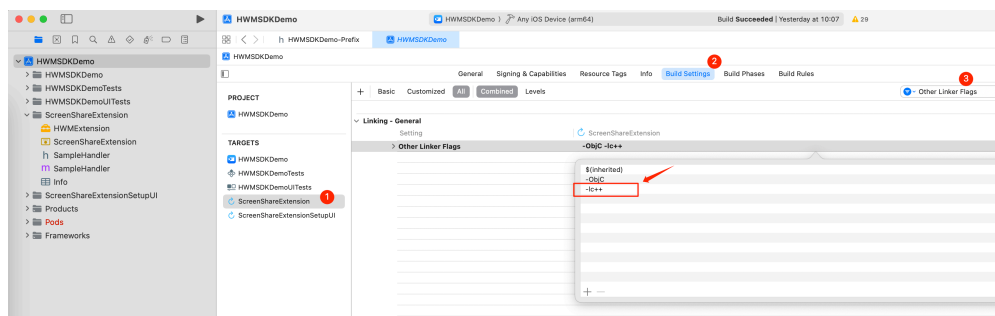 HWMSDKDemo
HWMSDKDemo
Any iOS Device (arm64)
Build Succeeded | Yesterday at 10:07
29
HWMSDKDemo
HWMSDKDemo
HWMSDKDemoTests
HWMSDKDemoUITests
ScreenShareExtension
HWMExtension
ScreenShareExtension
h SampleHandler
m SampleHandler
Info
ScreenShareExtensionSetupUI
Products
Pods
Frameworks
h HWMSDKDemo-Prefix
HWMSDKDemo
HWMSDKDemo
2
General Signing & Capabilities Resource Tags Info Build Settings Build Phases Build Rules
3
PROJECT
HWMSDKDemo
TARGETS
HWMSDKDemo
HWMSDKDemoTests
HWMSDKDemoUITests
ScreenShareExtension
1
ScreenShareExtensionSetupUI
+ Basic Customized All Combined Levels
Other Linker Flags
Linking - General
Setting
ScreenShareExtension
Other Linker Flags
-ObjC -lc++
$(inherited)
-ObjC
-lc++
+ −